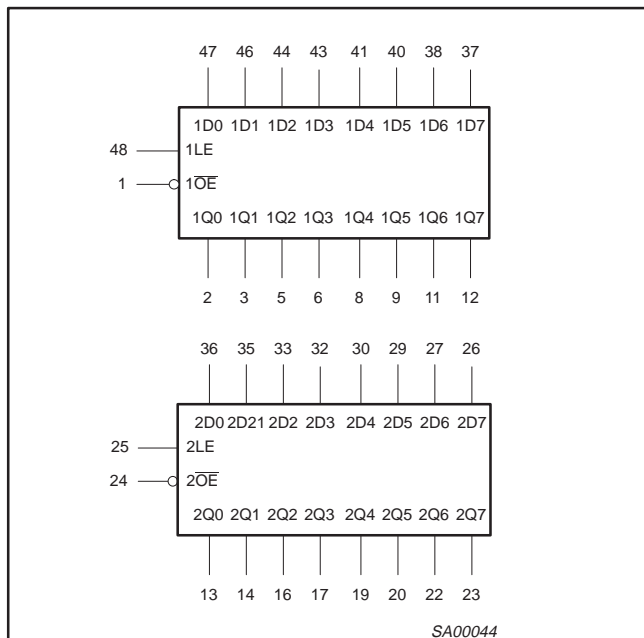 47 46 44 43 41 40 38 37
1D0 1D1 1D2 1D3 1D4 1D5 1D6 1D7
48 1LE
1 1OE
1Q0 1Q1 1Q2 1Q3 1Q4 1Q5 1Q6 1Q7
2 3 5 6 8 9 11 12
36 35 33 32 30 29 27 26
2D0 2D21 2D2 2D3 2D4 2D5 2D6 2D7
25 2LE
24 2OE
2Q0 2Q1 2Q2 2Q3 2Q4 2Q5 2Q6 2Q7
13 14 16 17 19 20 22 23
SA00044